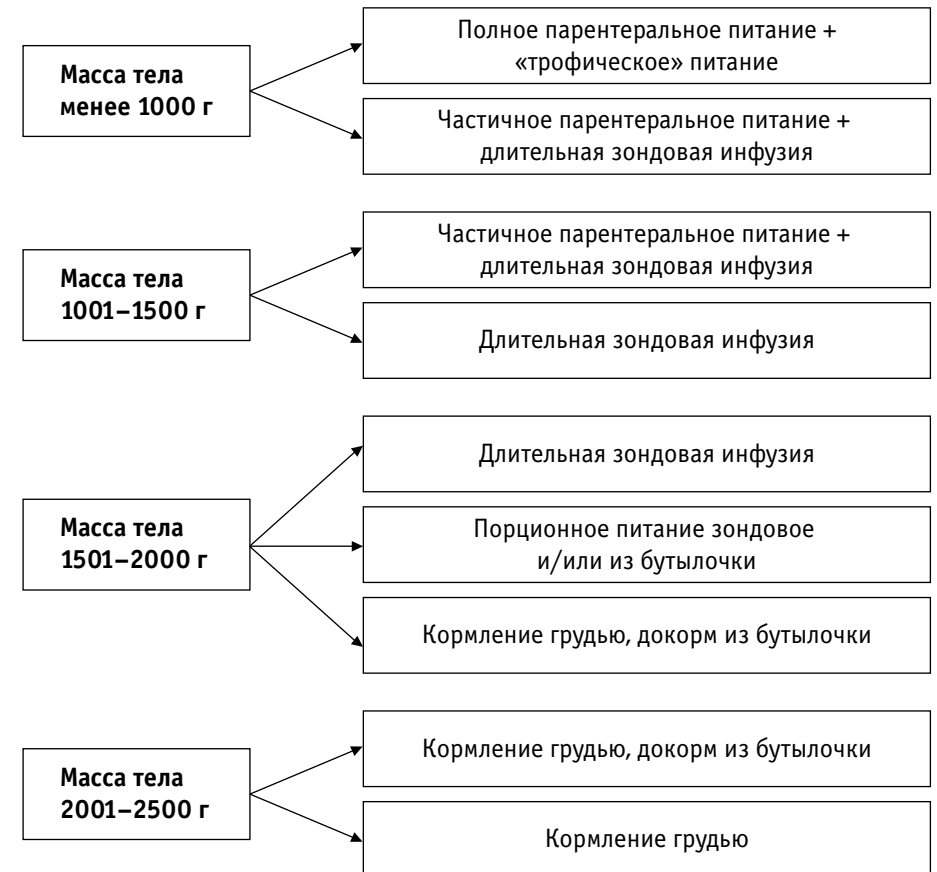 Масса тела
менее 1000 г
Полное парентеральное питание +
«трофическое» питание
Частичное парентеральное питание +
длительная зондовая инфузия
Масса тела
1001–1500 г
Частичное парентеральное питание +
длительная зондовая инфузия
Длительная зондовая инфузия
Масса тела
1501–2000 г
Длительная зондовая инфузия
Порционное питание зондовое
и/или из бутылочки
Кормление грудью, докорм из бутылочки
Масса тела
2001–2500 г
Кормление грудью, докорм из бутылочки
Кормление грудью